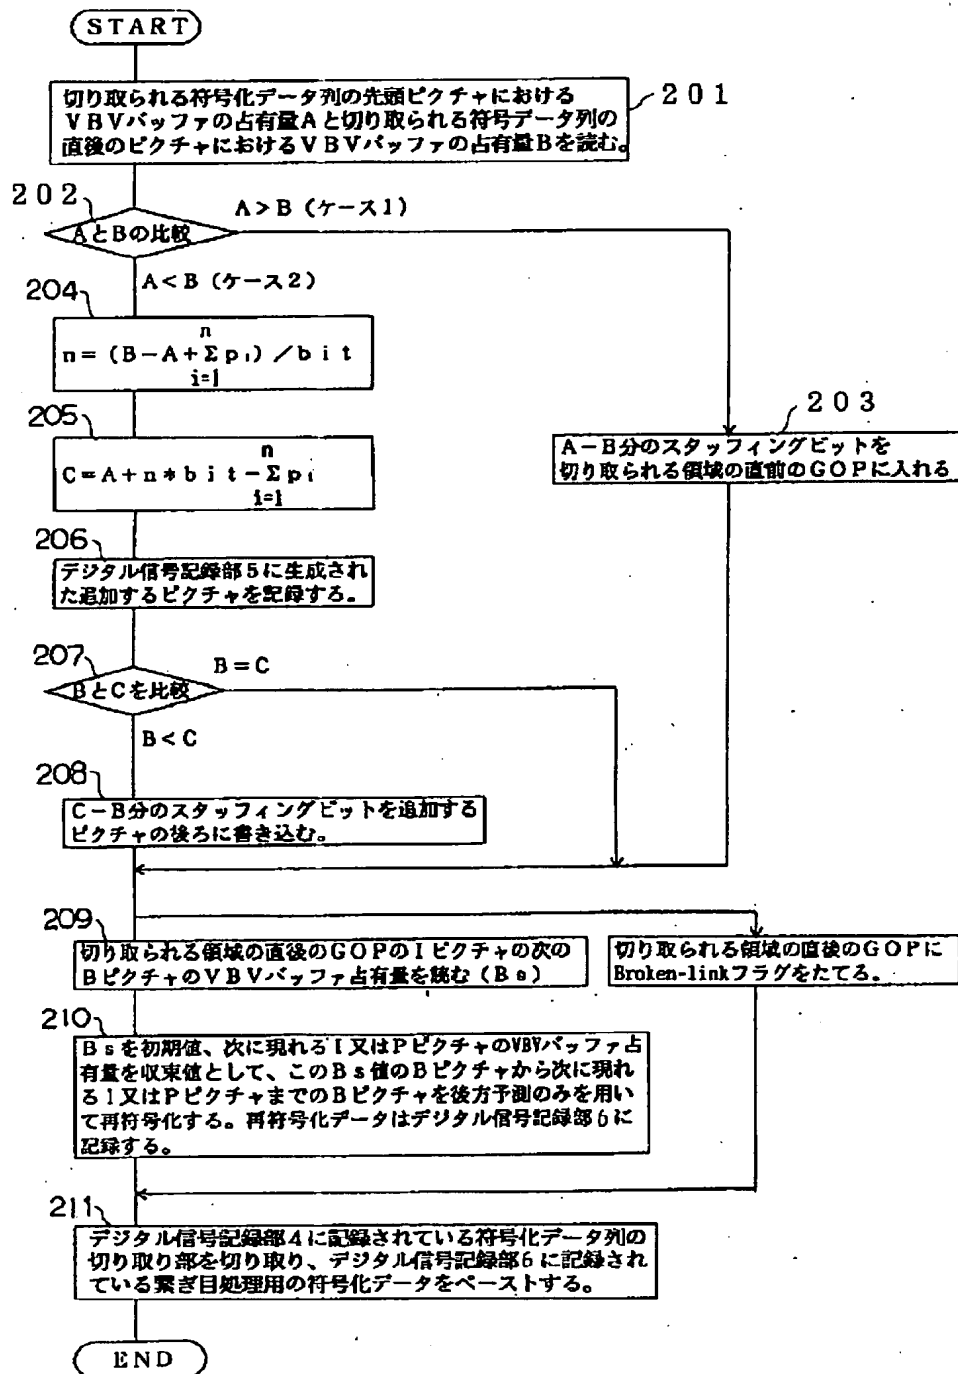 START
切り取られる符号化データ列の先頭ピクチャにおける
VBVバッファの占有量Aと切り取られる符号データ列の
直後のピクチャにおけるVBVバッファの占有量Bを読む。
201
202
AとBの比較
A>B (ケース1)
A<B (ケース2)
204
n
n=(B-A+Σpi)/bit
i=1
203
A-B分のスタッフィングビットを
切り取られる領域の直前のGOPに入れる
205
n
C=A+n*bit-Σpi
i=1
206
デジタル信号記録部5に生成され
た追加するピクチャを記録する。
207
BとCを比較
B=C
B<C
208
C-B分のスタッフィングビットを追加する
ピクチャの後ろに書き込む。
209
切り取られる領域の直後のGOPのIピクチャの次の
BピクチャのVBVバッファ占有量を読む(Bs)
切り取られる領域の直後のGOPに
Broken-linkフラグをたてる。
210
Bsを初期値、次に現れるI又はPピクチャのVBVバッファ占
有量を収束値として、このBs値のBピクチャから次に現れ
るI又はPピクチャまでのBピクチャを後方予測のみを用い
て再符号化する。再符号化データはデジタル信号記録部6に
記録する。
211
デジタル信号記録部4に記録されている符号化データ列の
切り取り部を切り取り、デジタル信号記録部6に記録され
ている繋ぎ目処理用の符号化データをペーストする。
END